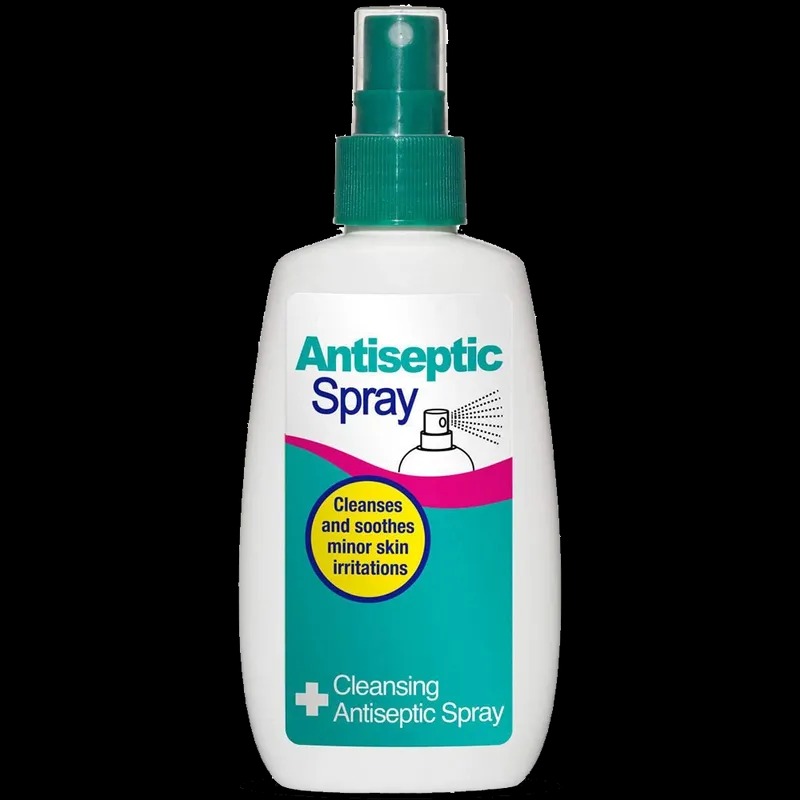 Antiseptic
Spray
Cleanses
and soothes
minor skin
irritations
Cleansing
Antiseptic Spray